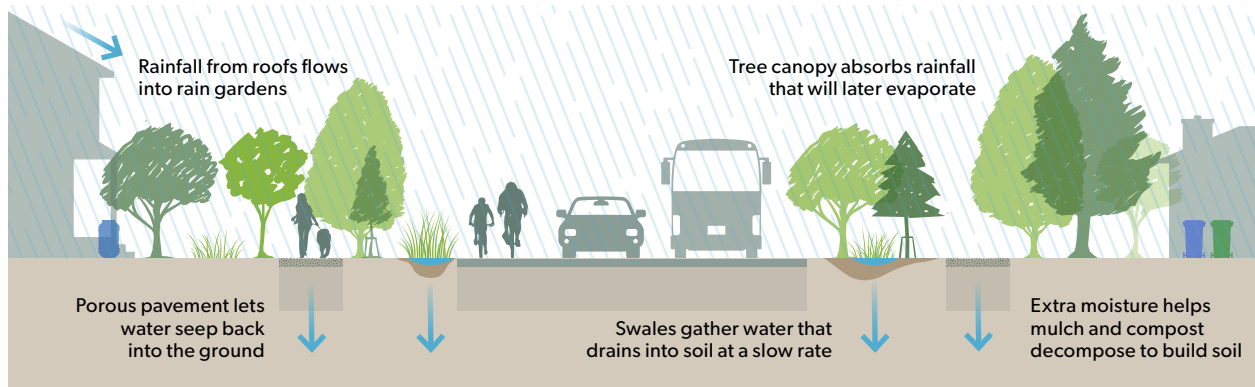 Rainfall from roofs flows
into rain gardens
Tree canopy absorbs rainfall
that will later evaporate
Porous pavement lets
water seep back
into the ground
Swales gather water that
drains into soil at a slow rate
Extra moisture helps
mulch and compost
decompose to build soil